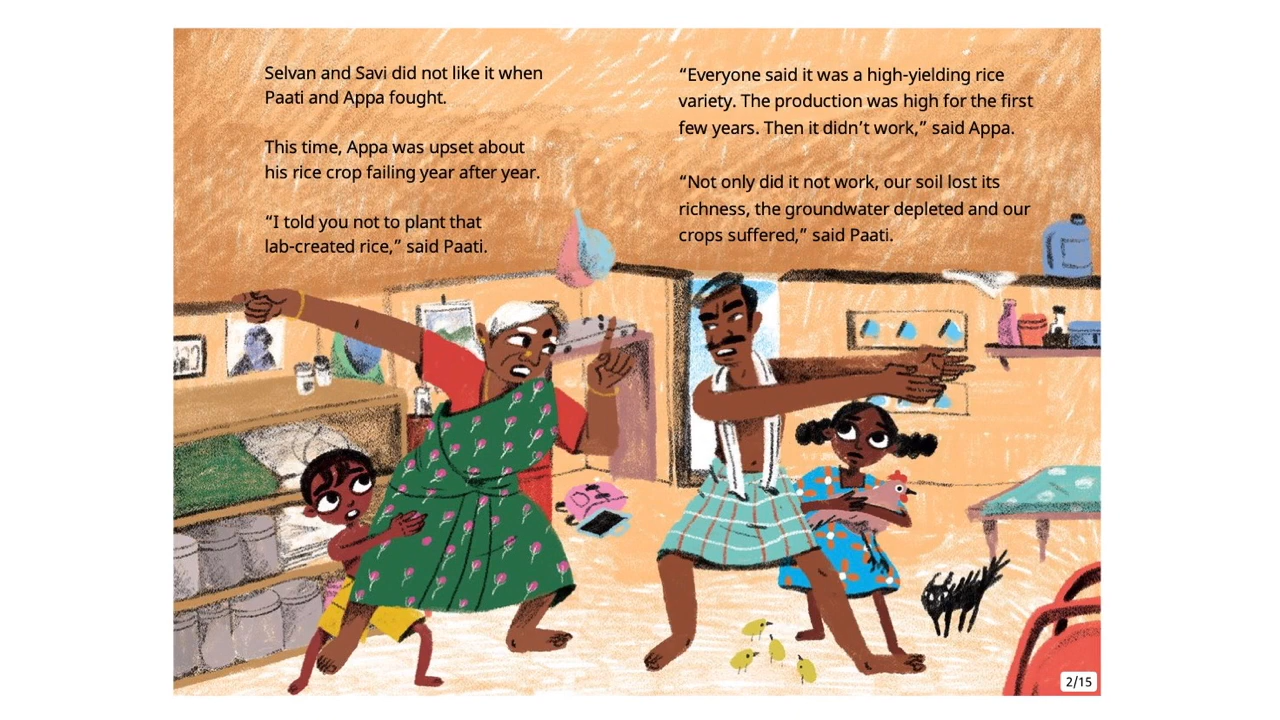 Selvan and Savi did not like it when
Paati and Appa fought.
This time, Appa was upset about
his rice crop failing year after year.
“I told you not to plant that
lab-created rice,” said Paati.
“Everyone said it was a high-yielding rice
variety. The production was high for the first
few years. Then it didn’t work,” said Appa.
“Not only did it not work, our soil lost its
richness, the groundwater depleted and our
crops suffered,” said Paati.
2/15